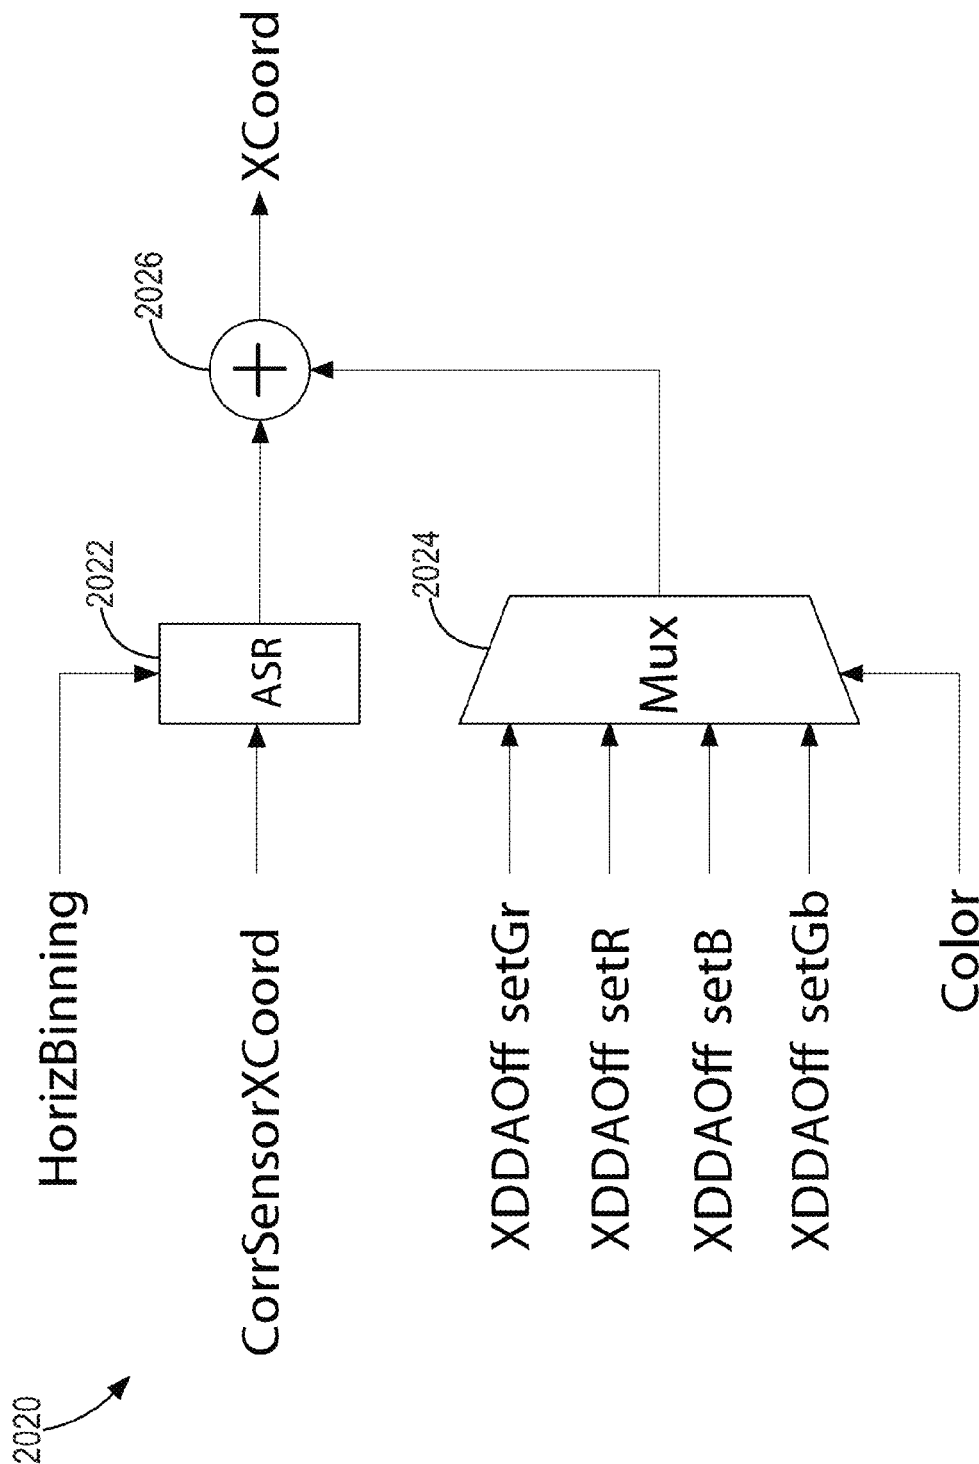 2020
HorizBinning
2022
ASR
CorrSensorXCoord
2026
XCoord
2024
Mux
XDDAOff setGr
XDDAOff setR
XDDAOff setB
XDDAOff setGb
Color